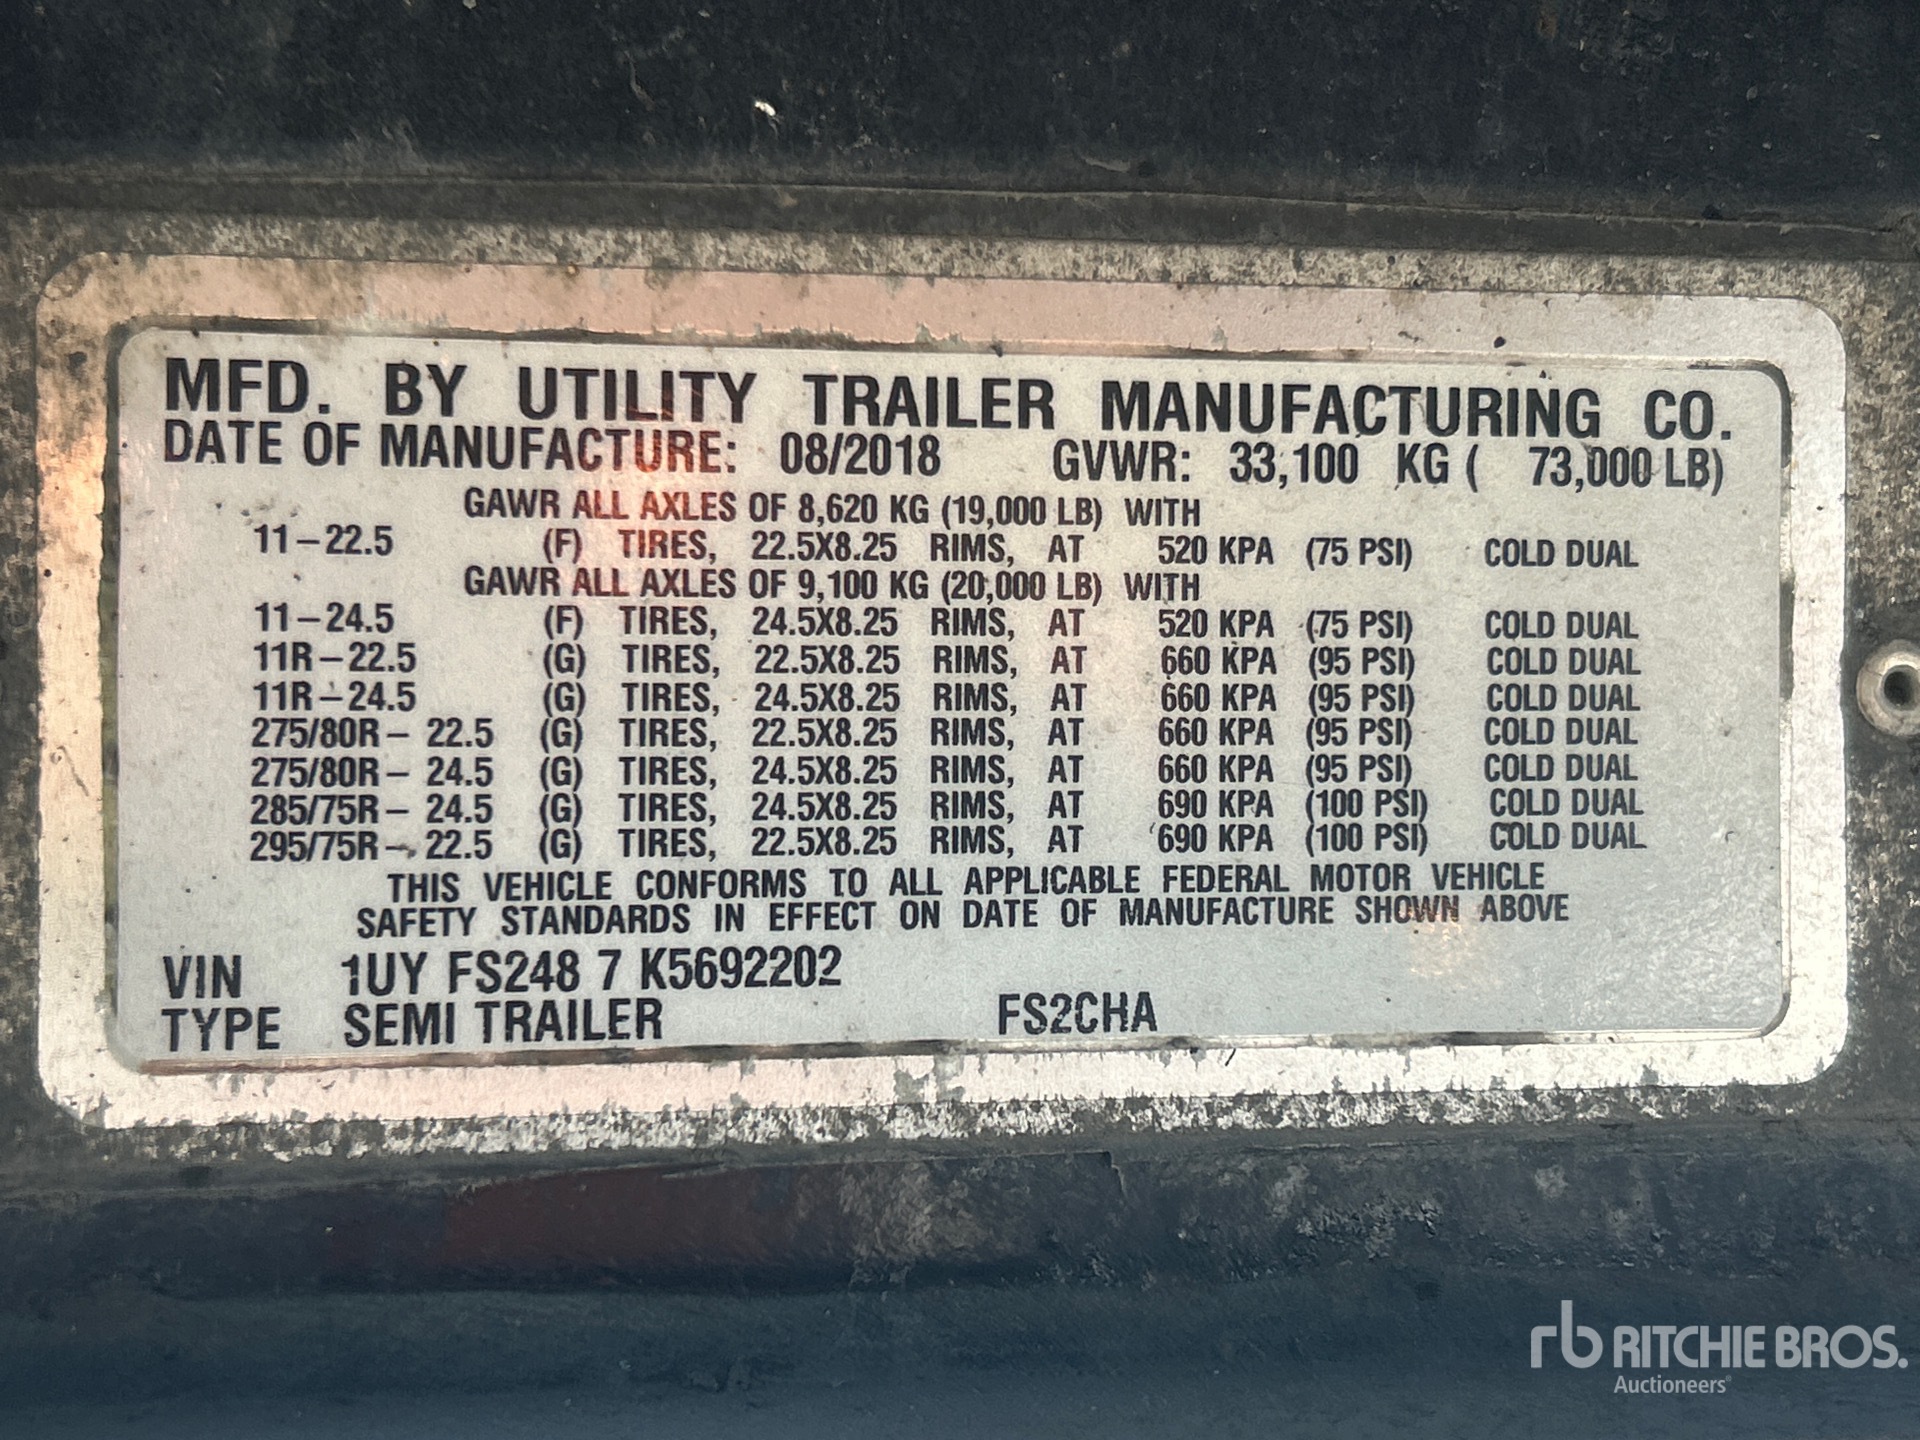 MFD. BY UTILITY TRAILER MANUFACTURING CO.
DATE OF MANUFACTURE: 08/2018 GVWR: 33,100 KG ( 73,000 LB)
GAWR ALL AXLES OF 8,620 KG (19,000 LB) WITH
11-22.5 (F) TIRES, 22.5X8.25 RIMS, AT 520 KPA (75 PSI) COLD DUAL
GAWR ALL AXLES OF 9,100 KG (20,000 LB) WITH
11-24.5 (F) TIRES, 24.5X8.25 RIMS, AT 520 KPA (75 PSI) COLD DUAL
11R-22.5 (G) TIRES, 22.5X8.25 RIMS, AT 660 KPA (95 PSI) COLD DUAL
11R-24.5 (G) TIRES, 24.5X8.25 RIMS, AT 660 KPA (95 PSI) COLD DUAL
275/80R- 22.5 (G) TIRES, 22.5X8.25 RIMS, AT 660 KPA (95 PSI) COLD DUAL
275/80R- 24.5 (G) TIRES, 24.5X8.25 RIMS, AT 660 KPA (95 PSI) COLD DUAL
285/75R- 24.5 (G) TIRES, 24.5X8.25 RIMS, AT 690 KPA (100 PSI) COLD DUAL
295/75R- 22.5 (G) TIRES, 22.5X8.25 RIMS, AT 690 KPA (100 PSI) COLD DUAL
THIS VEHICLE CONFORMS TO ALL APPLICABLE FEDERAL MOTOR VEHICLE
SAFETY STANDARDS IN EFFECT ON DATE OF MANUFACTURE SHOWN ABOVE
VIN 1UY FS248 7 K5692202
TYPE SEMI TRAILER FS2CHA
rb RITCHIE BROS.
Auctioneers®